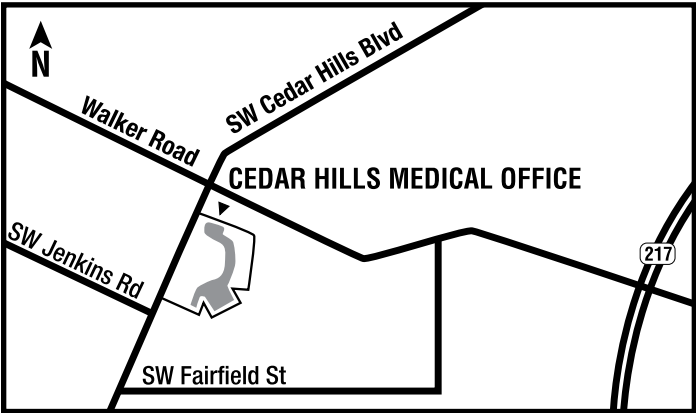 N
SW Cedar Hills Blvd
Walker Road
CEDAR HILLS MEDICAL OFFICE
SW Jenkins Rd
217
SW Fairfield St